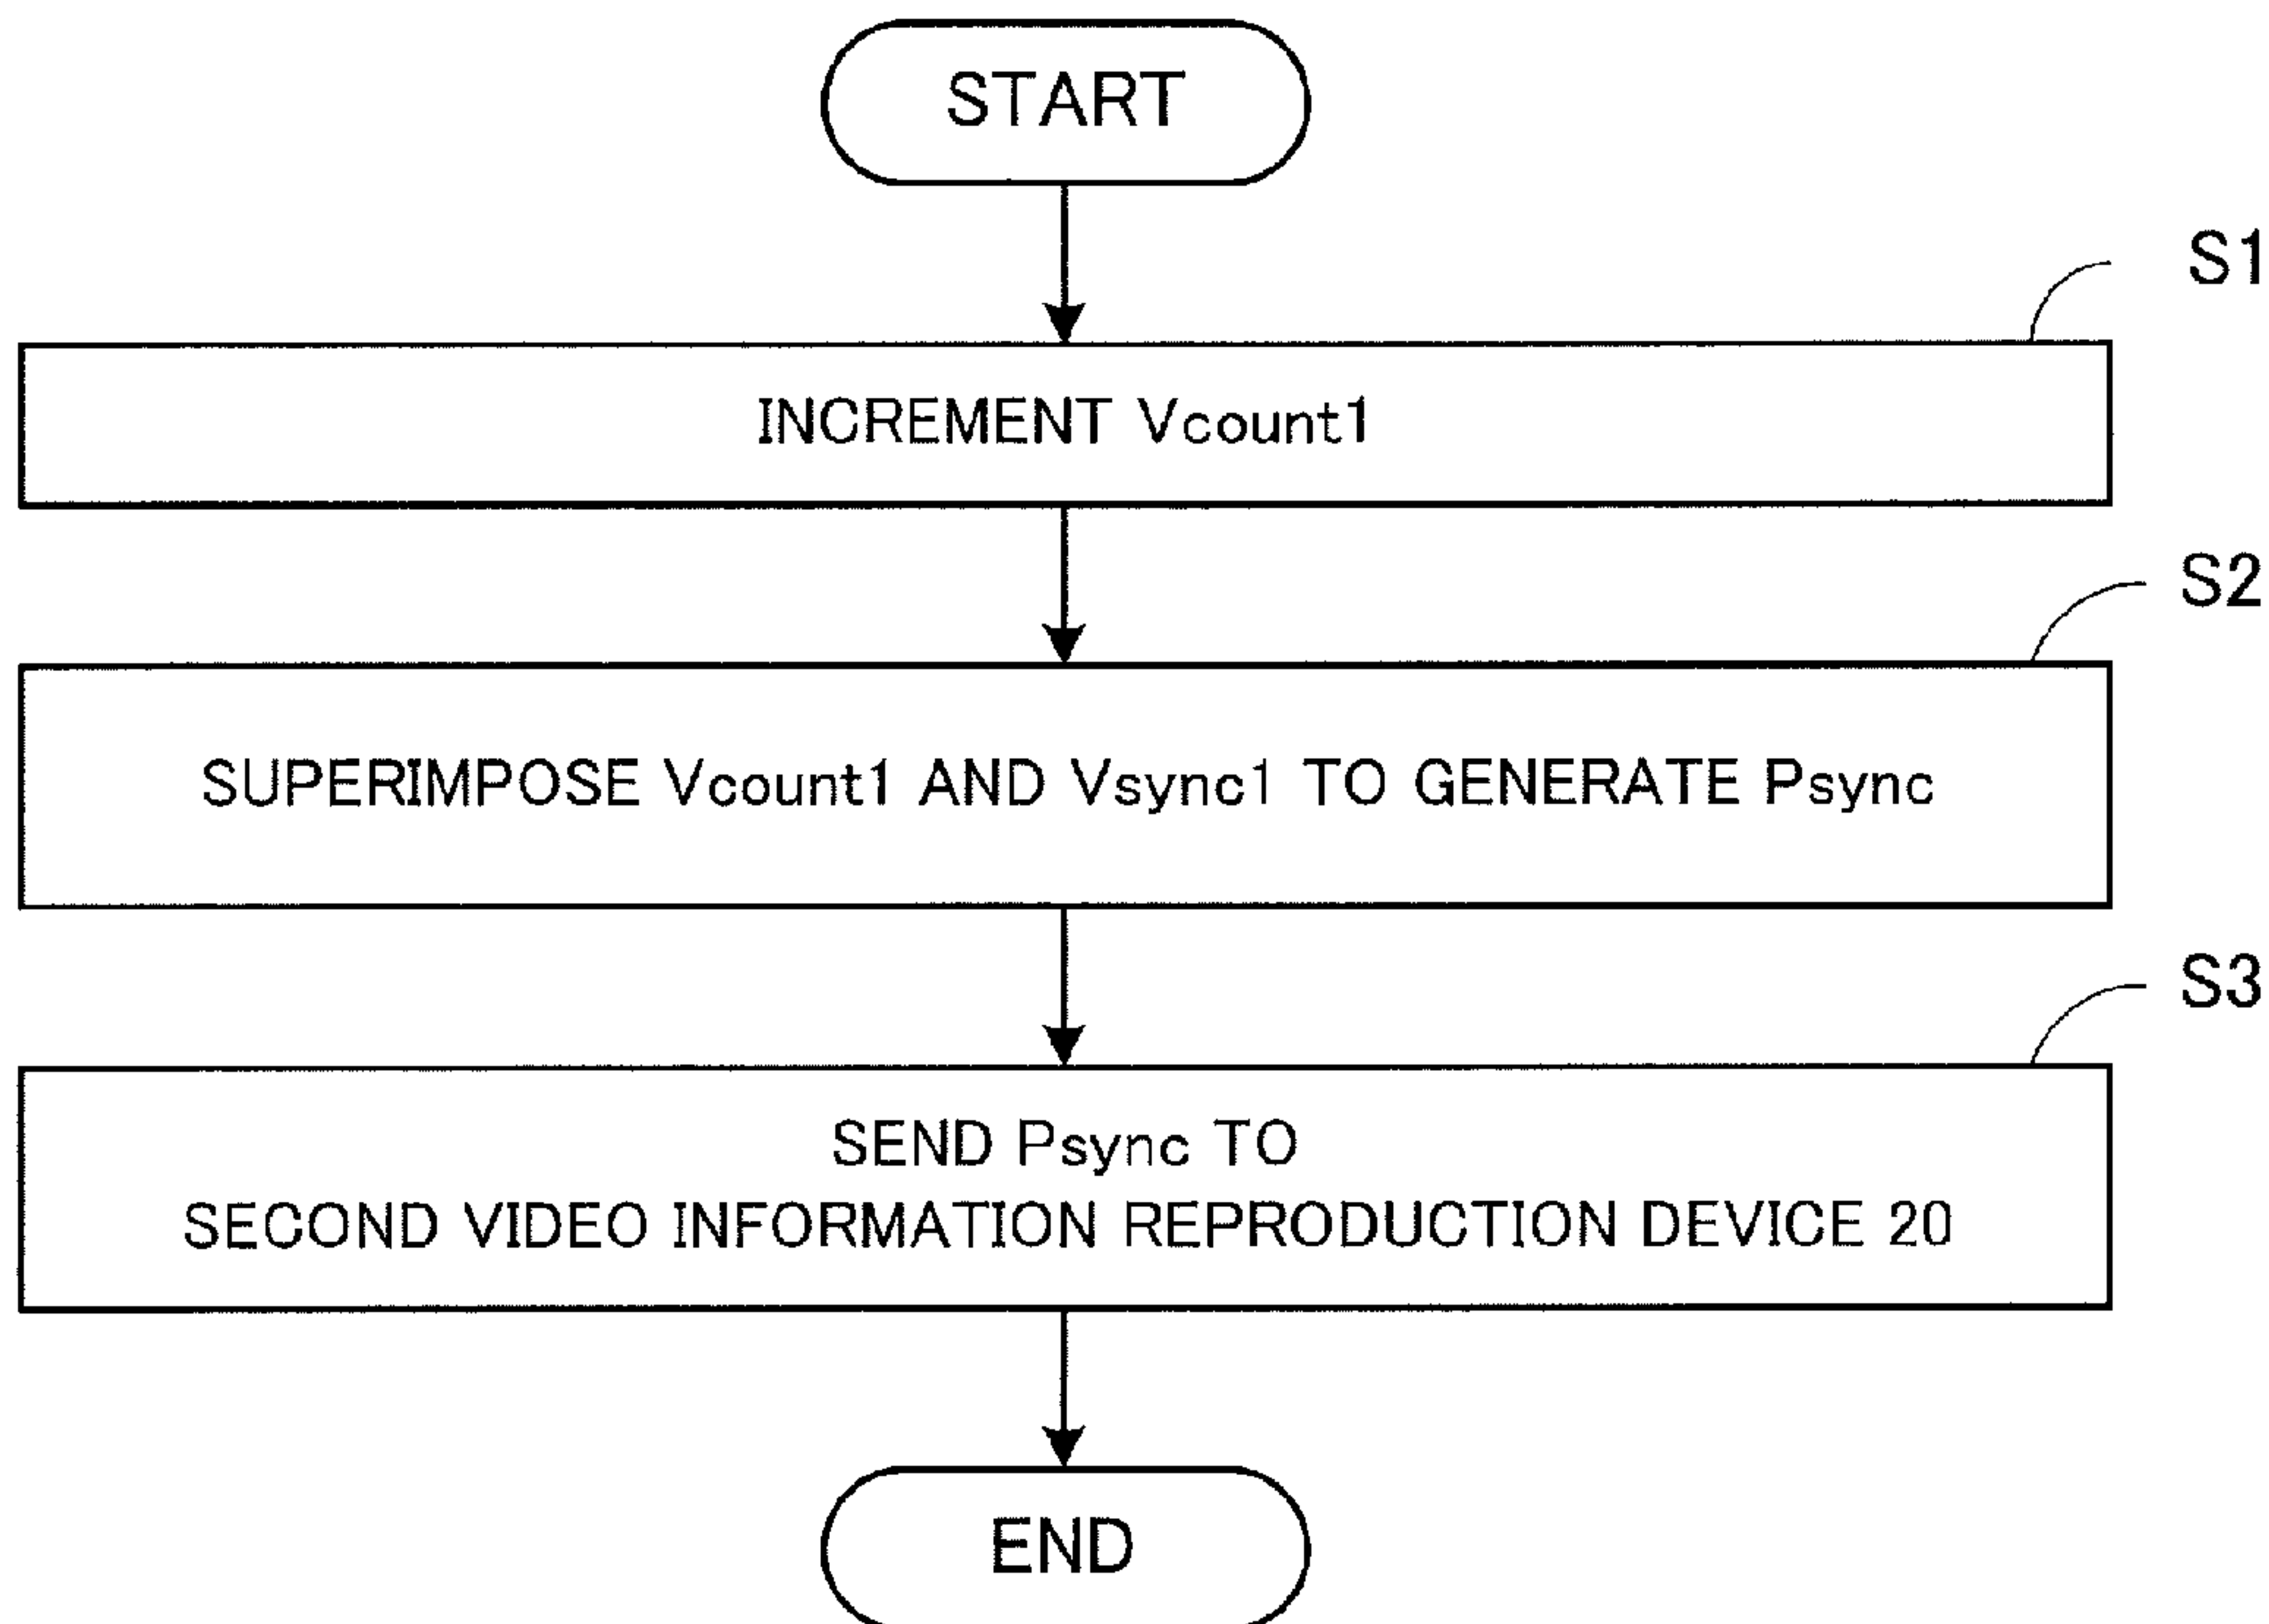 START
S1
INCREMENT Vcount1
S2
SUPERIMPOSE Vcount1 AND Vsync1 TO GENERATE Psync
S3
SEND Psync TO
SECOND VIDEO INFORMATION REPRODUCTION DEVICE 20
END